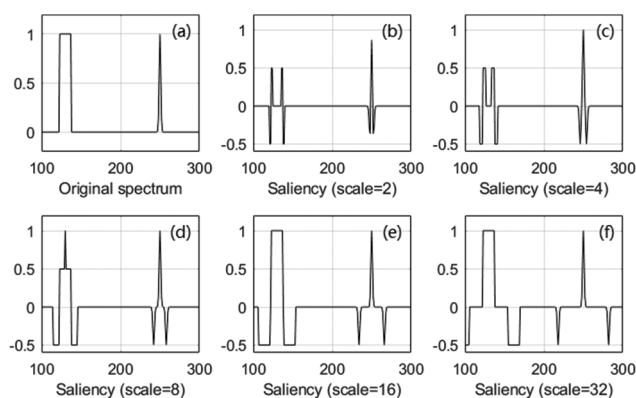 (a)
1
0.5
0
100 200 300
Original spectrum
(b)
1
0.5
0
-0.5
100 200 300
Saliency (scale=2)
(c)
1
0.5
0
-0.5
100 200 300
Saliency (scale=4)
(d)
1
0.5
0
-0.5
100 200 300
Saliency (scale=8)
(e)
1
0.5
0
-0.5
100 200 300
Saliency (scale=16)
(f)
1
0.5
0
-0.5
100 200 300
Saliency (scale=32)